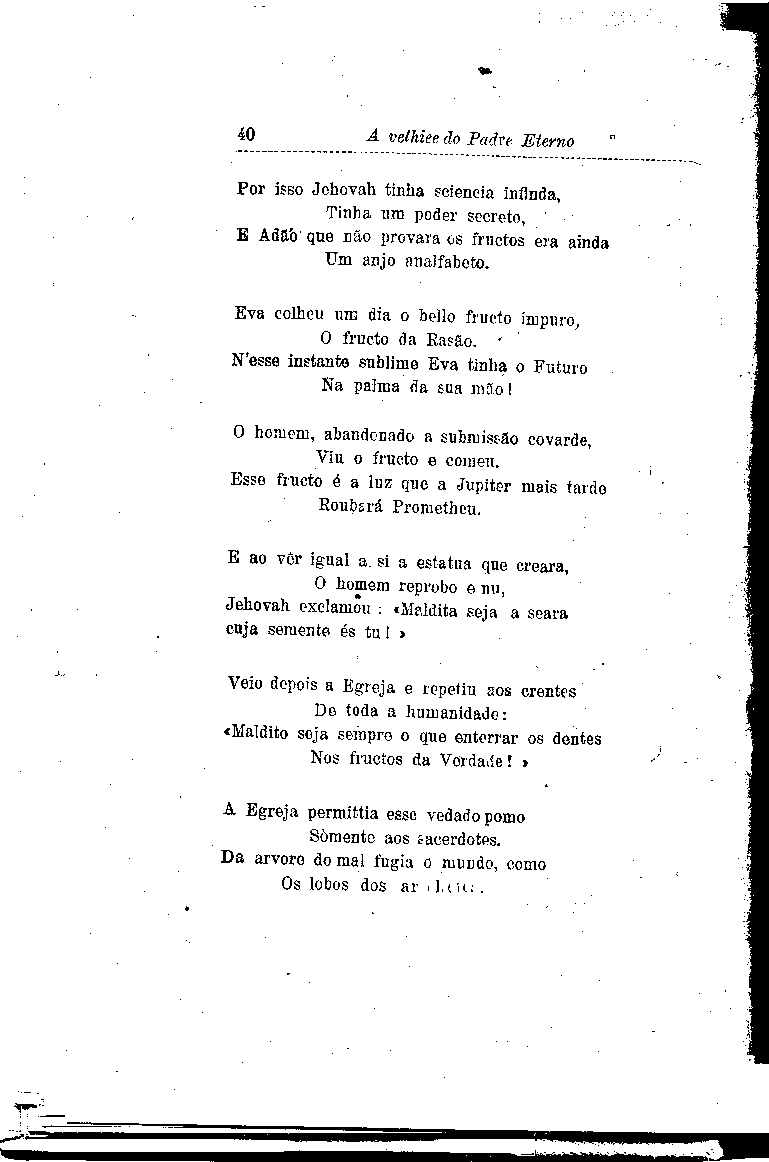 40 A velhice do Padre Eterno
Por isso Jehovah tinha sciencia infinda,
Tinha um poder secreto,
E Adão que não provara os fructos era ainda
Um anjo analfabeto.
Eva colheu um dia o bello fructo impuro,
O fructo da Rasão.
N'esse instante sublime Eva tinha o Futuro
Na palma da sua mão!
O homem, abandonado a submissão covarde,
Viu o fructo e comeu.
Esse fructo é a luz que a Jupiter mais tarde
Roubará Prometheu.
E ao vêr igual a si a estatua que creara,
O homem reprobo e nu,
Jehovah exclamou: «Maldita seja a seara
cuja semente és tu! »
Veio depois a Egreja e repetiu aos crentes
De toda a humanidade:
«Maldito seja sempre o que enterrar os dentes
Nos fructos da Verdade! »
A Egreja permittia esse vedado pomo
Sómente aos sacerdotes.
Da arvore do mal fugia o mundo, como
Os lobos dos